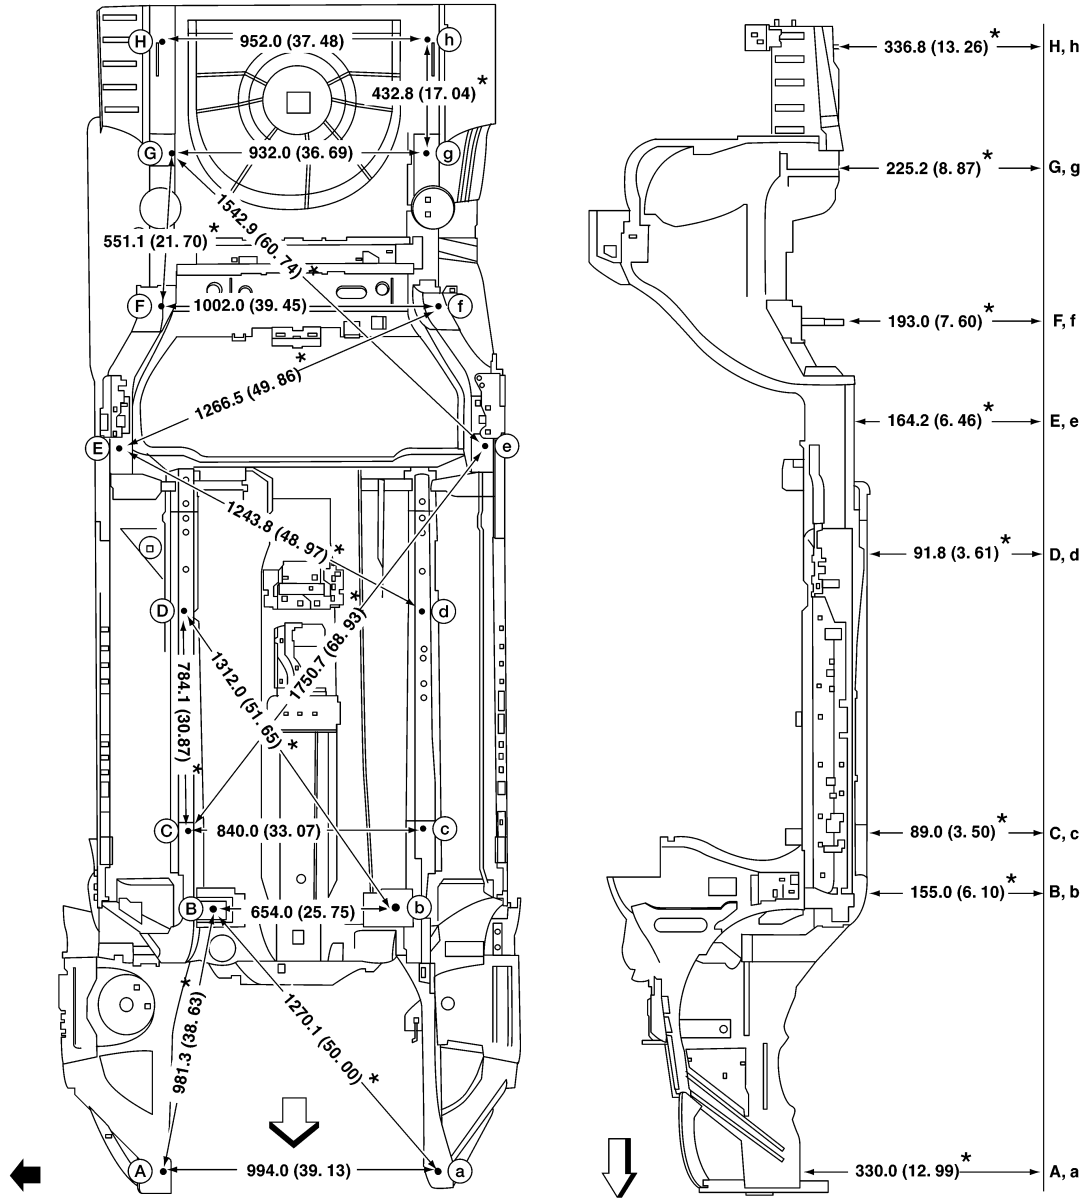 H
952.0 (37. 48)
h
432.8 (17. 04)*
G
932.0 (36. 69)
g
1542.9 (60. 74)*
551.1 (21. 70)*
F
1002.0 (39. 45)
f
1266.5 (49. 86)*
E
e
1243.8 (48. 97)*
D
d
1750.7 (68. 93)*
784.1 (30.87)*
1312.0 (51. 65)*
C
840.0 (33. 07)
c
B
654.0 (25. 75)
b
981.3 (38. 63)*
1270.1 (50. 00)*
A
994.0 (39. 13)
a
336.8 (13. 26)*
H, h
225.2 (8. 87)*
G, g
193.0 (7. 60)*
F, f
164.2 (6. 46)*
E, e
91.8 (3. 61)*
D, d
89.0 (3. 50)*
C, c
155.0 (6. 10)*
B, b
330.0 (12. 99)*
A, a